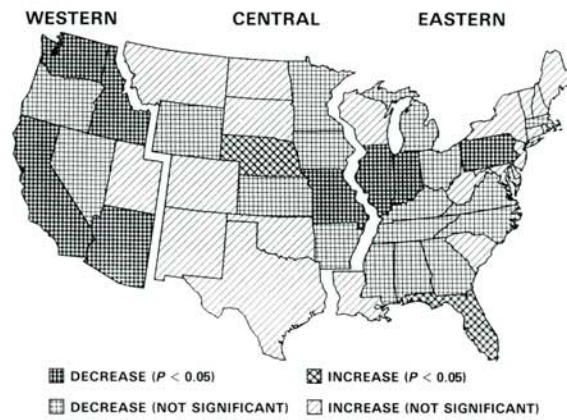 WESTERN CENTRAL EASTERN
DECREASE (P < 0.05) INCREASE (P < 0.05)
DECREASE (NOT SIGNIFICANT) INCREASE (NOT SIGNIFICANT)